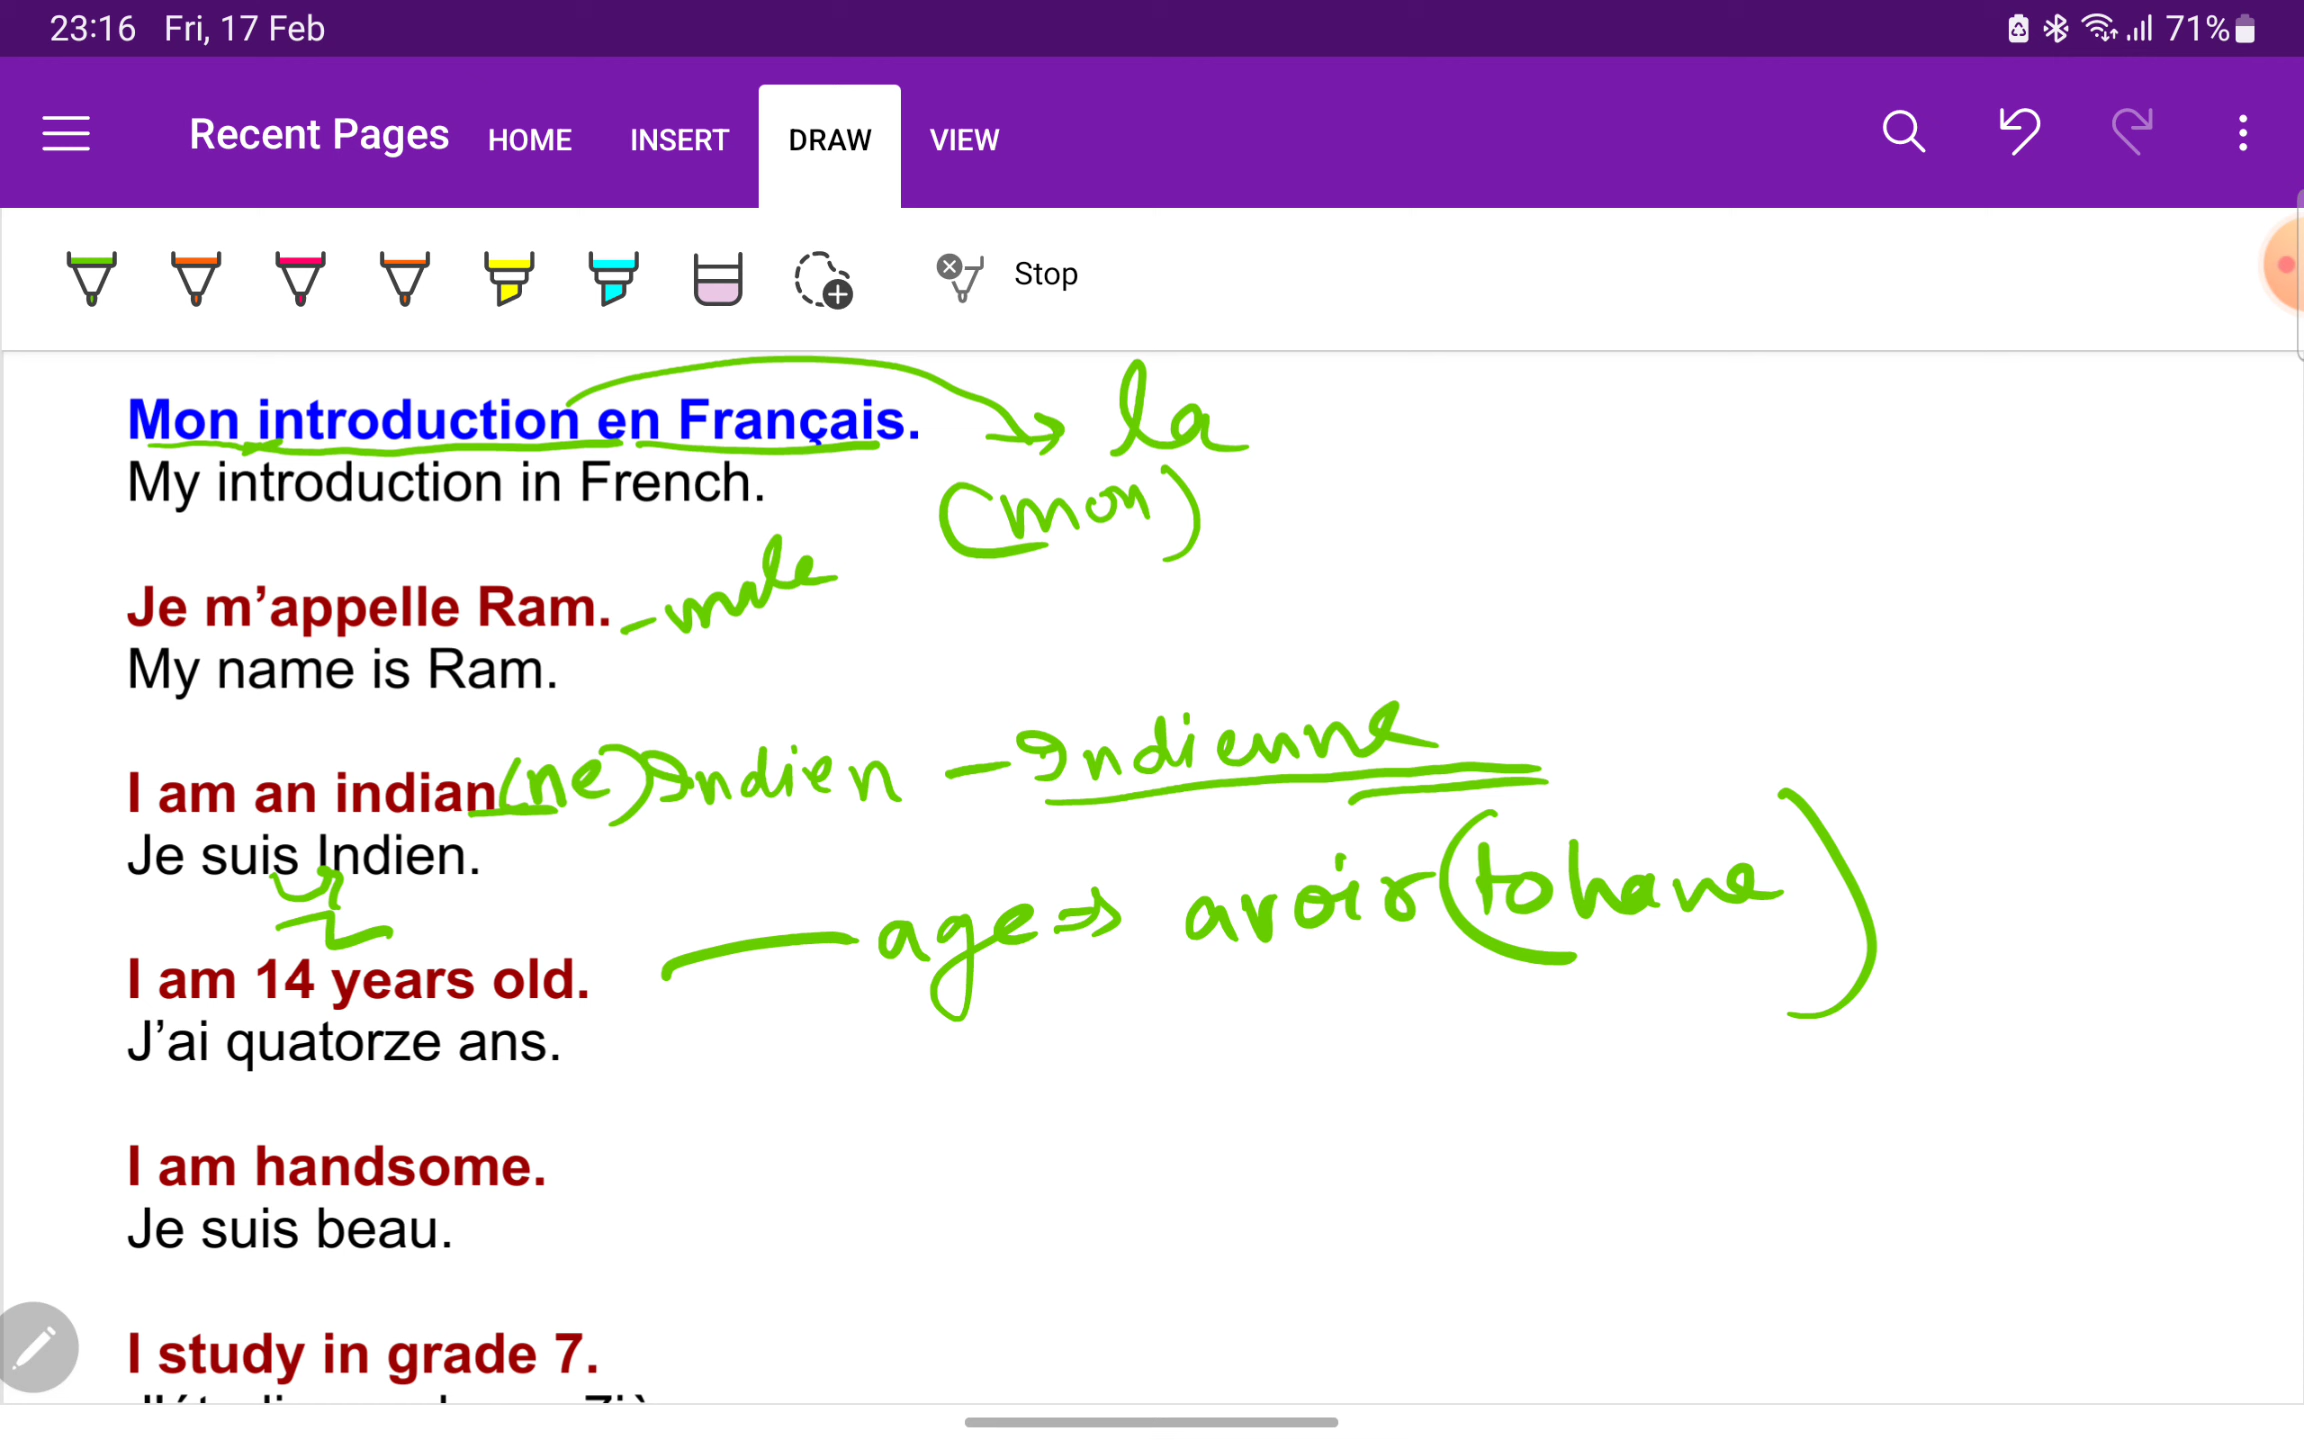 23:16 Fri, 17 Feb 71%
Recent Pages HOME INSERT DRAW VIEW
Stop
Mon introduction en Français. la
My introduction in French. (mon)
Je m’appelle Ram. - male
My name is Ram.
I am an indian (ne) Indien - Indienne
Je suis Indien.
age ⇒ avoir (to have)
I am 14 years old.
J’ai quatorze ans.
I am handsome.
Je suis beau.
I study in grade 7.